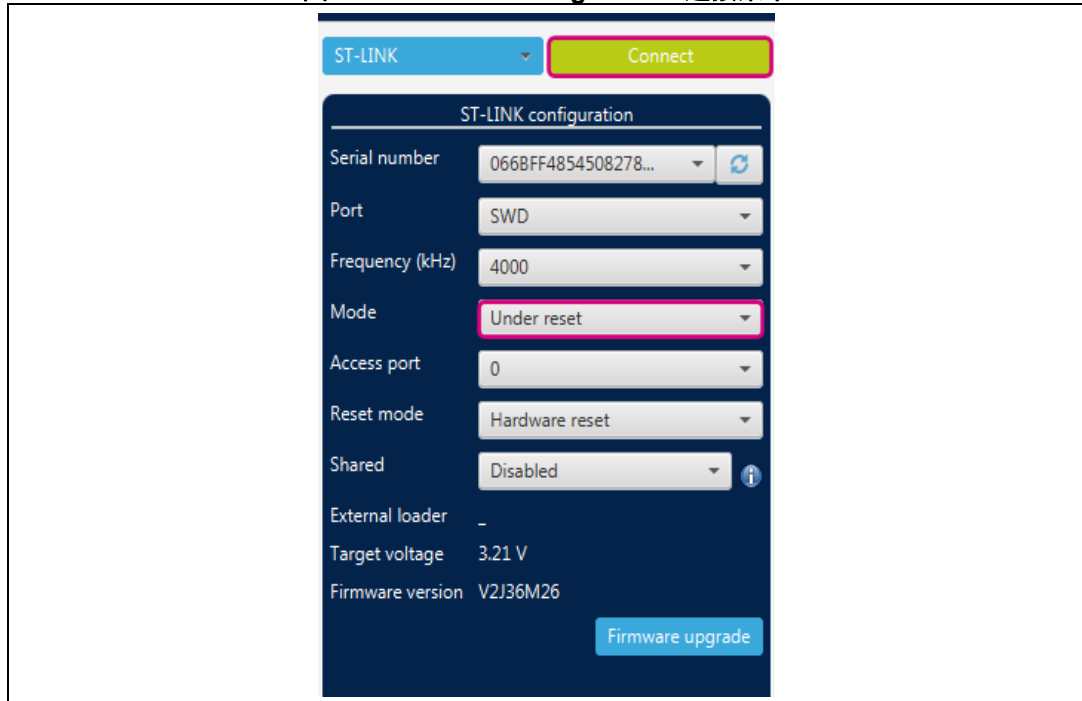 ST-LINK Connect
ST-LINK configuration
Serial number 066BFF4854508278...
Port SWD
Frequency (kHz) 4000
Mode Under reset
Access port 0
Reset mode Hardware reset
Shared Disabled
External loader _
Target voltage 3.21 V
Firmware version V2J36M26
Firmware upgrade